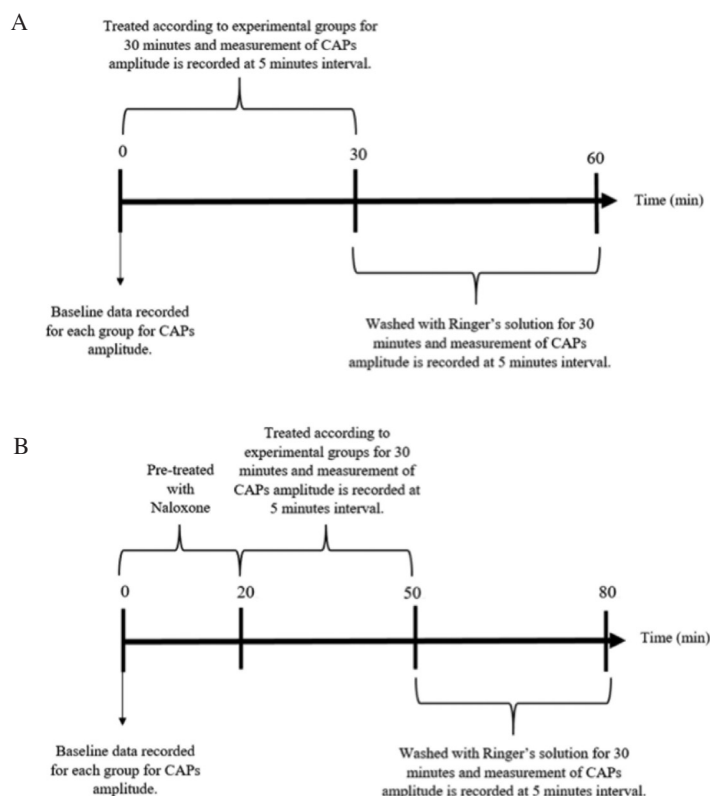 A
Treated according to experimental groups for
30 minutes and measurement of CAPs
amplitude is recorded at 5 minutes interval.
0
30
60
Time (min)
Baseline data recorded
for each group for CAPs
amplitude.
Washed with Ringer's solution for 30
minutes and measurement of CAPs
amplitude is recorded at 5 minutes interval.
B
Pre-treated
with
Naloxone
Treated according to
experimental groups for 30
minutes and measurement of
CAPs amplitude is recorded at
5 minutes interval.
0
20
50
80
Time (min)
Baseline data recorded
for each group for CAPs
amplitude.
Washed with Ringer's solution for 30
minutes and measurement of CAPs
amplitude is recorded at 5 minutes interval.